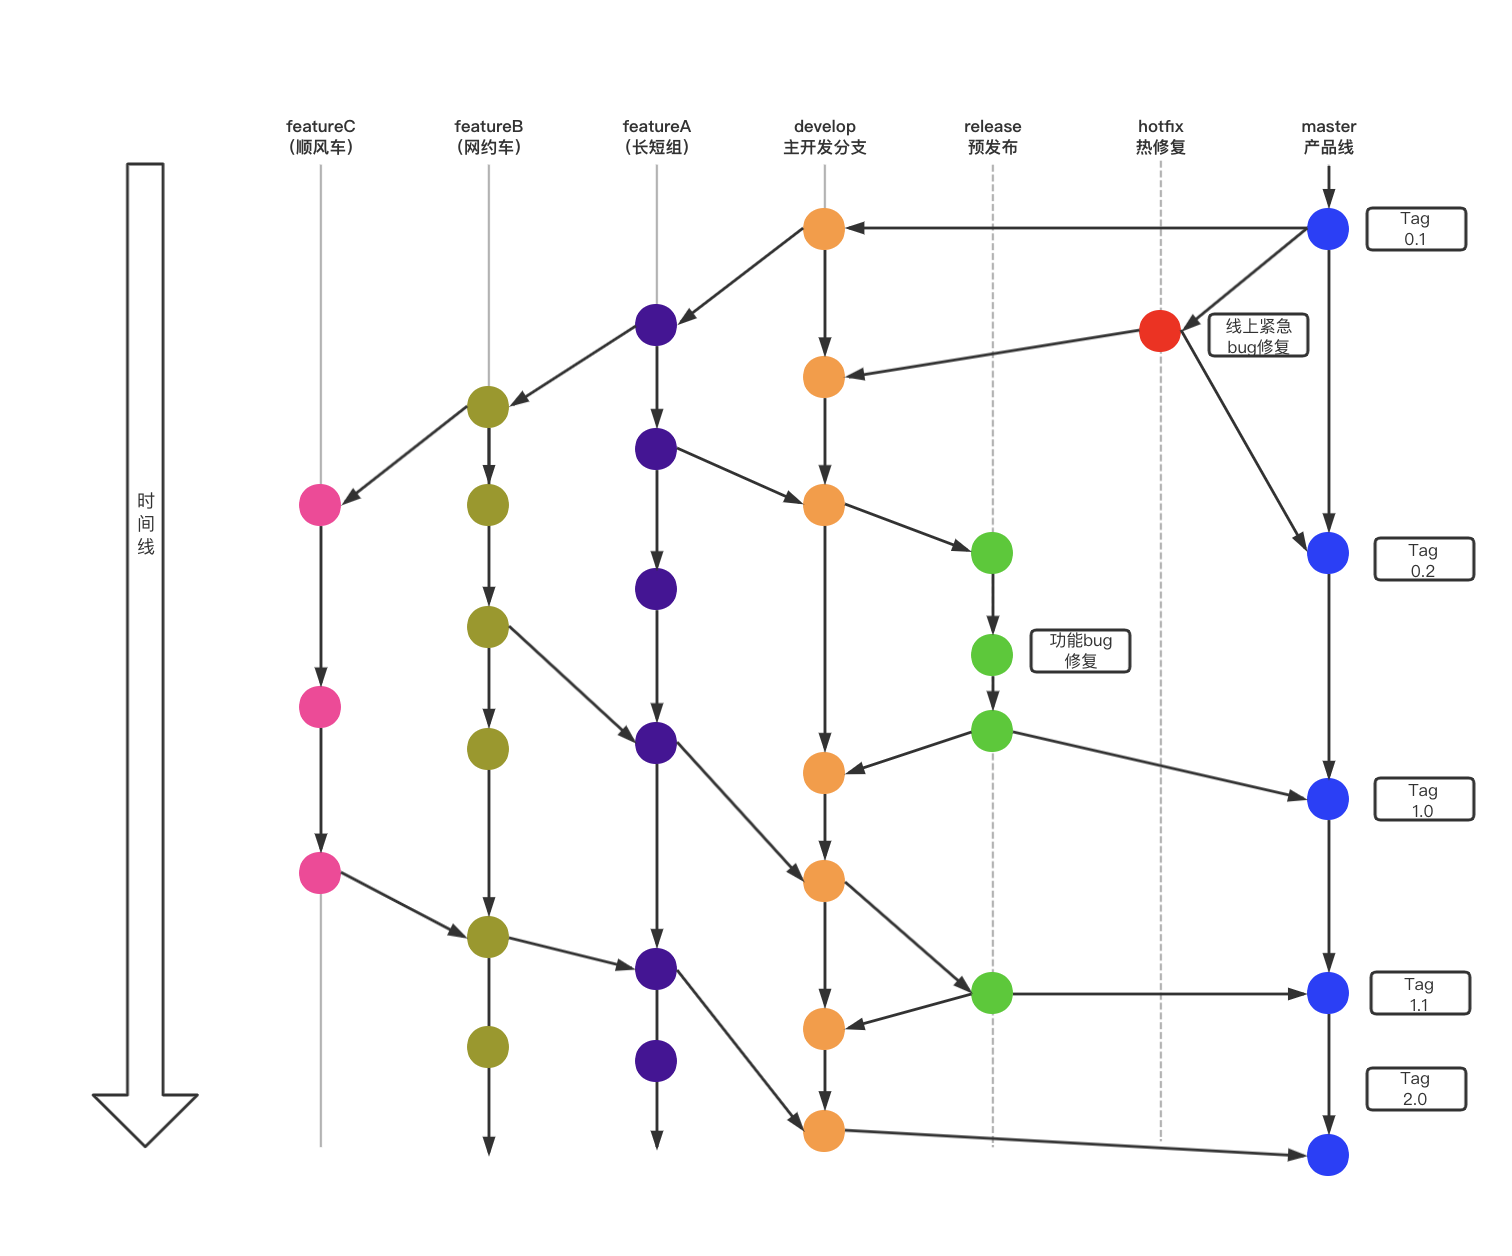 featureC
（顺风车）
featureB
（网约车）
featureA
（长短组）
develop
主开发分支
release
预发布
hotfix
热修复
master
产品线
Tag
0.1
线上紧急
bug修复
时
间
线
Tag
0.2
功能bug
修复
Tag
1.0
Tag
1.1
Tag
2.0